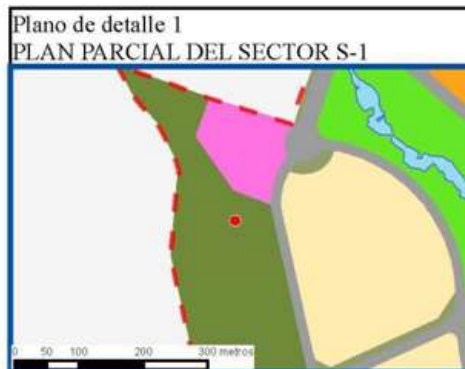 Plano de detalle 1
PLAN PARCIAL DEL SECTOR S-1
0 50 100 200 300 metros